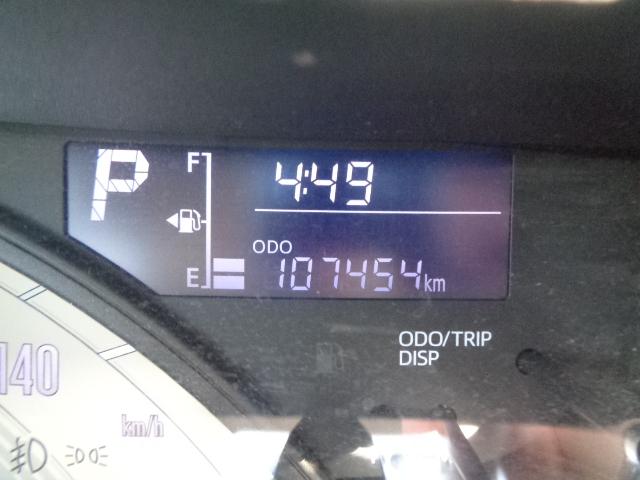 P
F
4:49
E
ODO
107454km
ODO/TRIP
DISP
140
km/h